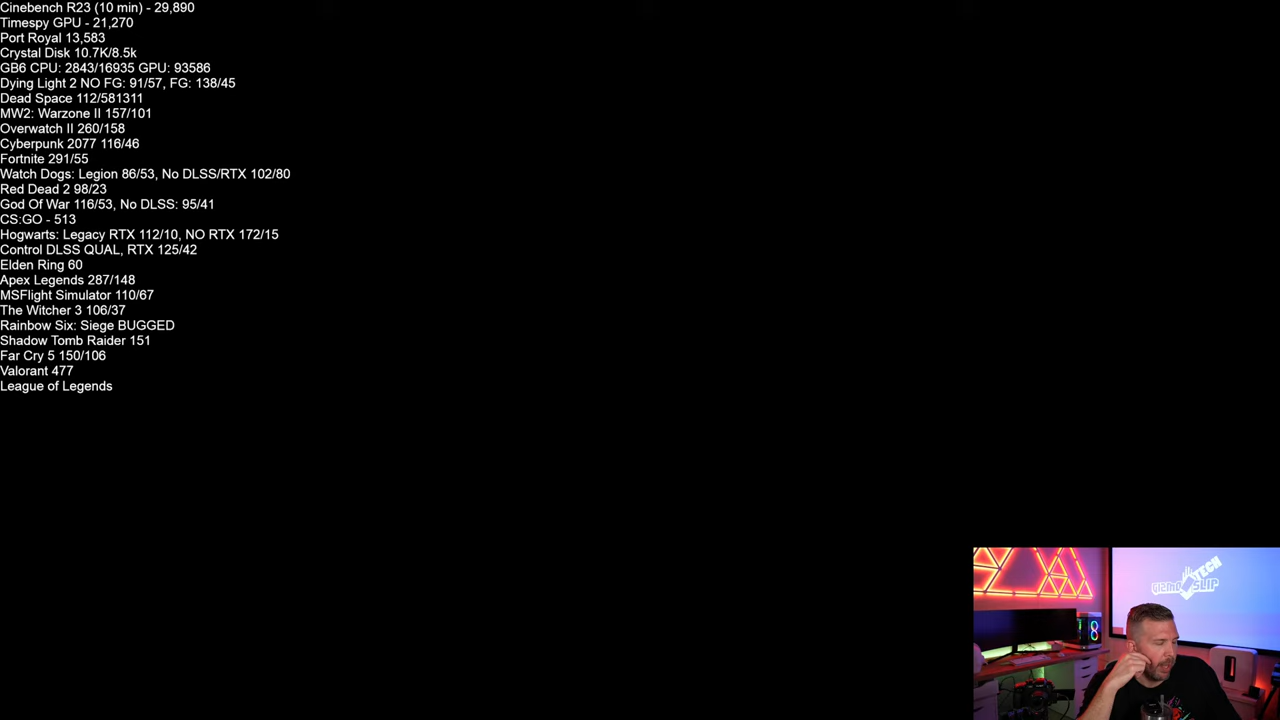 Cinebench R23 (10 min) - 29,890
Timespy GPU - 21,270
Port Royal 13,583
Crystal Disk 10.7K/8.5k
GB6 CPU: 2843/16935 GPU: 93586
Dying Light 2 NO FG: 91/57, FG: 138/45
Dead Space 112/581311
MW2: Warzone II 157/101
Overwatch II 260/158
Cyberpunk 2077 116/46
Fortnite 291/55
Watch Dogs: Legion 86/53, No DLSS/RTX 102/80
Red Dead 2 98/23
God Of War 116/53, No DLSS: 95/41
CS:GO - 513
Hogwarts: Legacy RTX 112/10, NO RTX 172/15
Control DLSS QUAL, RTX 125/42
Elden Ring 60
Apex Legends 287/148
MSFlight Simulator 110/67
The Witcher 3 106/37
Rainbow Six: Siege BUGGED
Shadow Tomb Raider 151
Far Cry 5 150/106
Valorant 477
League of Legends
GIZMO SLIP TECH